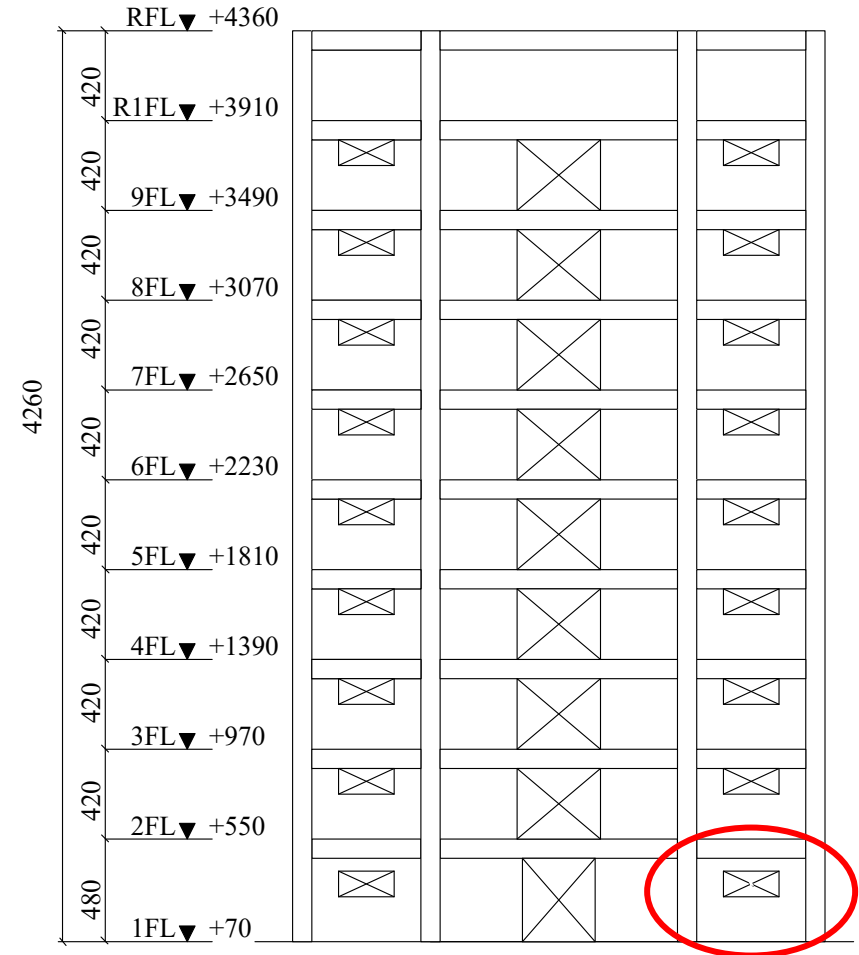 RFL▼ +4360
420
R1FL▼ +3910
420
9FL▼ +3490
420
8FL▼ +3070
420
7FL▼ +2650
420
6FL▼ +2230
420
5FL▼ +1810
420
4FL▼ +1390
420
3FL▼ +970
420
2FL▼ +550
480
1FL▼ +70
4260